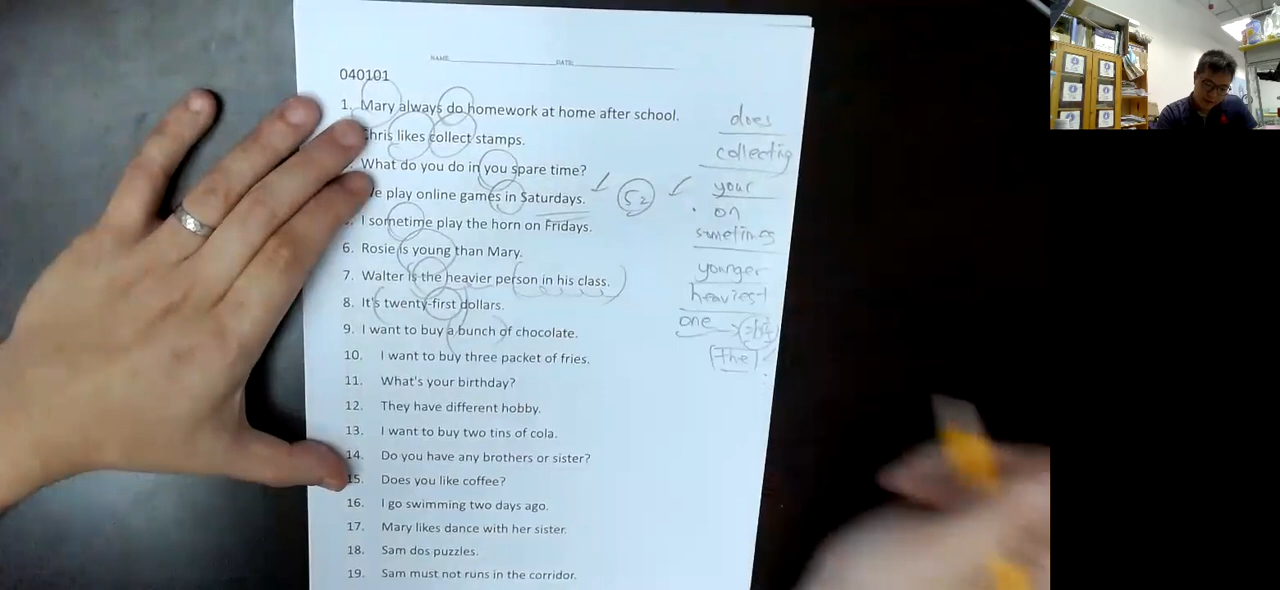 NAME: DATE:
040101
1. Mary always do homework at home after school. does
Chris likes collect stamps. collecting
What do you do in you spare time? your
We play online games in Saturdays. 52 on
I sometime play the horn on Fridays. sometimes
6. Rosie is young than Mary. younger
7. Walter is the heavier person in his class. heaviest
8. It's twenty-first dollars. one
9. I want to buy a bunch of chocolate. The
10. I want to buy three packet of fries.
11. What's your birthday?
12. They have different hobby.
13. I want to buy two tins of cola.
14. Do you have any brothers or sister?
15. Does you like coffee?
16. I go swimming two days ago.
17. Mary likes dance with her sister.
18. Sam dos puzzles.
19. Sam must not runs in the corridor.